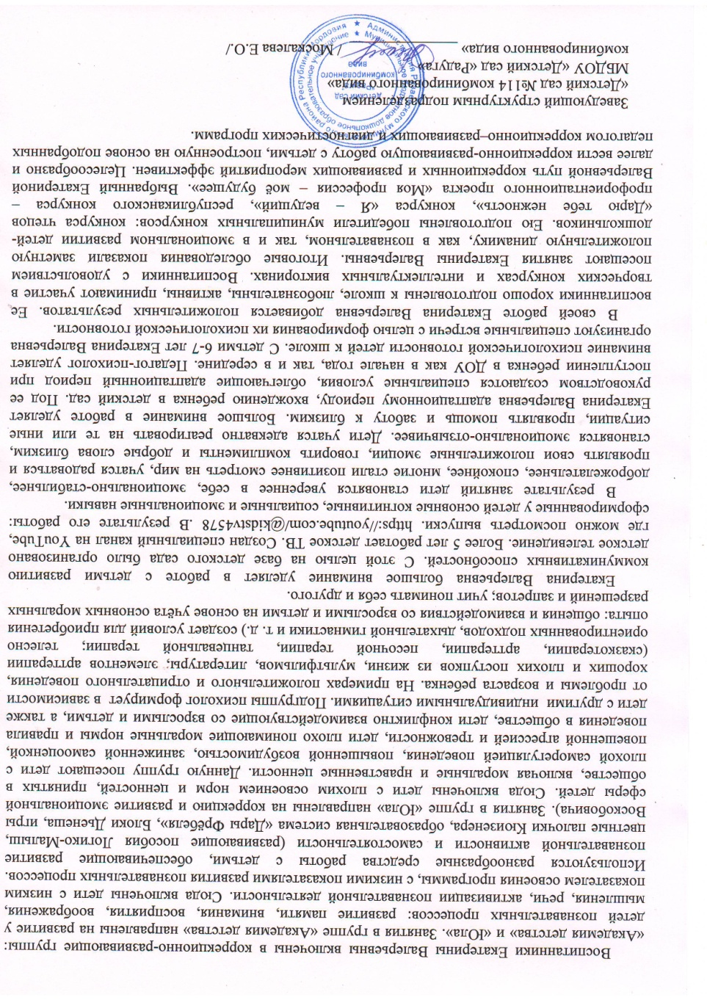 Воспитанники Екатерины Валерьевны включены в коррекционно-развивающие группы:
«Академия детства» и «Юла». Занятия в группе «Академия детства» направлены на развитие у
детей познавательных процессов: развитие памяти, внимания, восприятия, воображения,
мышления, речи, активизации познавательной деятельности. Сюда включены дети с низким
показателем освоения программы, с низкими показателями развития познавательных процессов.
Используются разнообразные средства работы с детьми, обеспечивающие развитие
познавательной активности и самостоятельности (развивающие пособия Логико-Малыш,
цветные палочки Кюизенера, образовательная система «Дары Фрёбеля», Блоки Дьенеша, игры
Воскобовича). Занятия в группе «Юла» направлены на коррекцию и развитие эмоциональной
сферы детей. Сюда включены дети с плохим освоением норм и ценностей, принятых в
обществе, включая моральные и нравственные ценности. Данную группу посещают дети с
плохой саморегуляцией поведения, повышенной возбудимостью, заниженной самооценкой,
повышенной агрессией и тревожности, дети плохо понимающие моральные нормы и правила
поведения в обществе, дети конфликтно взаимодействующие со взрослыми и детьми, а также
дети с другими индивидуальными ситуациями. Подгруппы психолог формирует в зависимости
от проблемы и возраста ребенка. На примерах положительного и отрицательного поведения,
хороших и плохих поступков из жизни, мультфильмов, литературы; элементов арттерапии
(сказкотерапии, арттерапии, песочной терапии, танцевальной терапии; телесно
ориентированных подходов, дыхательной гимнастики и т. д.) создает условия для приобретения
опыта: общения и взаимодействия со взрослыми и детьми на основе учёта основных моральных
разрешений и запретов; учит понимать себя и другого.
Екатерина Валерьевна большое внимание уделяет в работе с детьми развитию
коммуникативных способностей. С этой целью на базе детского сада было организовано
детское телевидение. Более 5 лет работает детское ТВ. Создан специальный канал на YouTube,
где можно посмотреть выпуски. https://youtube.com/@kidstv4578 .В результате его работы:
сформированные у детей основные когнитивные, социальные и эмоциональные навыки.
В результате занятий дети становятся увереннее в себе, эмоционально-стабильнее,
доброжелательнее, спокойнее, многие стали позитивнее смотреть на мир, учатся радоваться и
проявлять свои положительные эмоции, говорить комплименты и добрые слова близким,
становятся эмоционально-отзывчивее. Дети учатся адекватно реагировать на те или иные
ситуации, проявлять помощь и заботу к близким. Большое внимание в работе уделяет
Екатерина Валерьевна адаптационному периоду, вхождению ребенка в детский сад. Под ее
руководством создаются специальные условия, облегчающие адаптационный период при
поступлении ребенка в ДОУ как в начале года, так и в середине. Педагог-психолог уделяет
внимание психологической готовности детей к школе. С детьми 6-7 лет Екатерина Валерьевна
организуют специальные встречи с целью формирования их психологической готовности.
В своей работе Екатерина Валерьевна добивается положительных результатов. Ее
воспитанники хорошо подготовлены к школе, любознательны, активны, принимают участие в
творческих конкурсах и интеллектуальных викторинах. Воспитанники с удовольствием
посещают занятия Екатерины Валерьевны. Итоговые обследования показали заметную
положительную динамику, как в познавательном, так и в эмоциональном развитии детей-
дошкольников. Ею подготовлены победители муниципальных конкурсов: конкурса чтецов
«Дарю тебе нежность», конкурса «Я – ведущий», республиканского конкурса –
профориентационного проекта «Моя профессия – моё будущее». Выбранный Екатериной
Валерьевной путь коррекционных и развивающих мероприятий эффективен. Целесообразно и
далее вести коррекционно-развивающую работу с детьми, построенную на основе подобранных
педагогом коррекционно–развивающих и диагностических программ.
Заведующий структурным подразделением
«Детский сад №114 комбинированного вида»
МБДОУ «Детский сад «Радуга»
комбинированного вида» / Москалева Е.О./
Администрация Рузаевского муниципального района Республики Мордовия
Муниципальное бюджетное дошкольное образовательное учреждение
детский сад
"Радуга"
комбинированного
вида